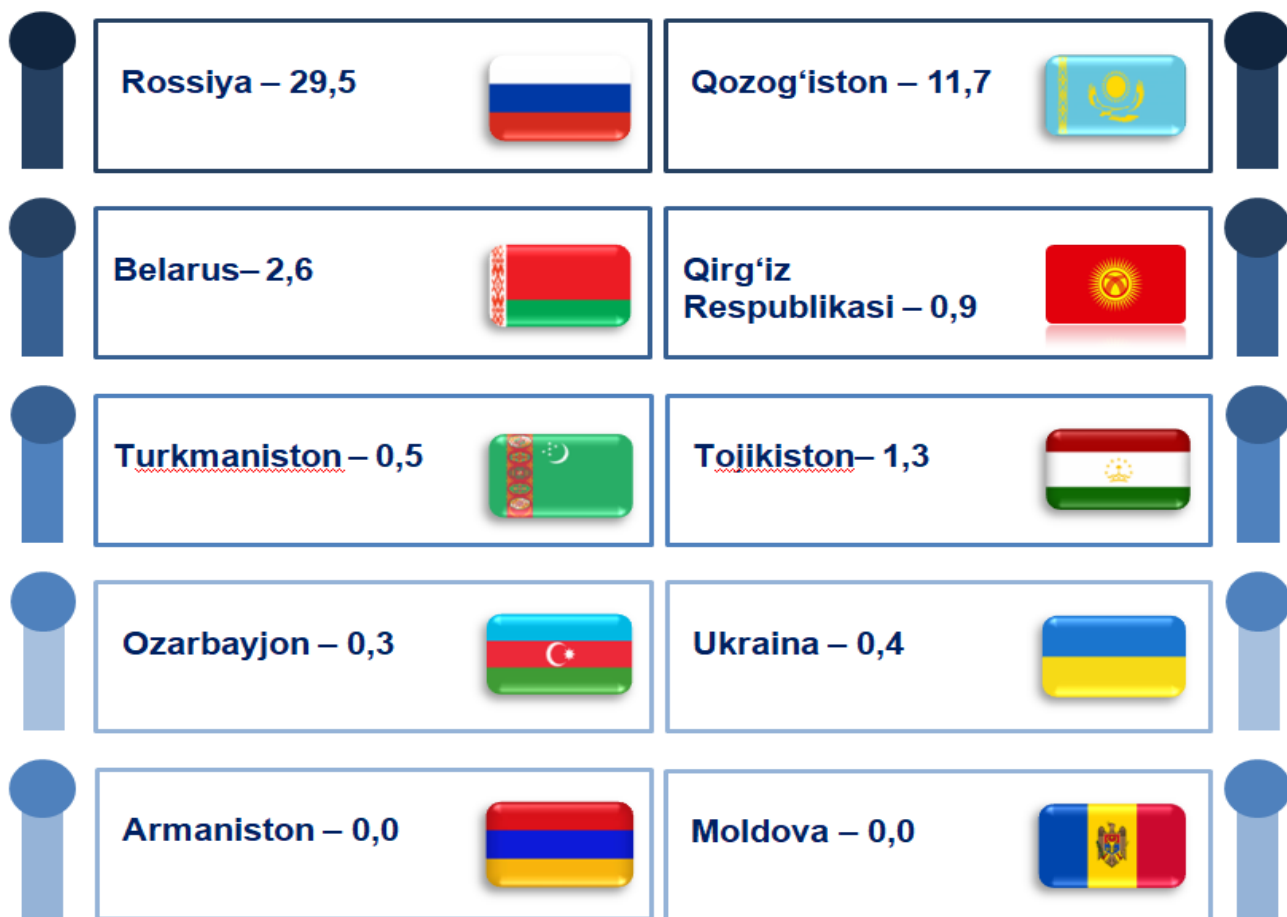 Rossiya – 29,5
Qozog‘iston – 11,7
Belarus– 2,6
Qirg‘iz
Respublikasi – 0,9
Turkmaniston – 0,5
Tojikiston– 1,3
Ozarbayjon – 0,3
Ukraina – 0,4
Armaniston – 0,0
Moldova – 0,0